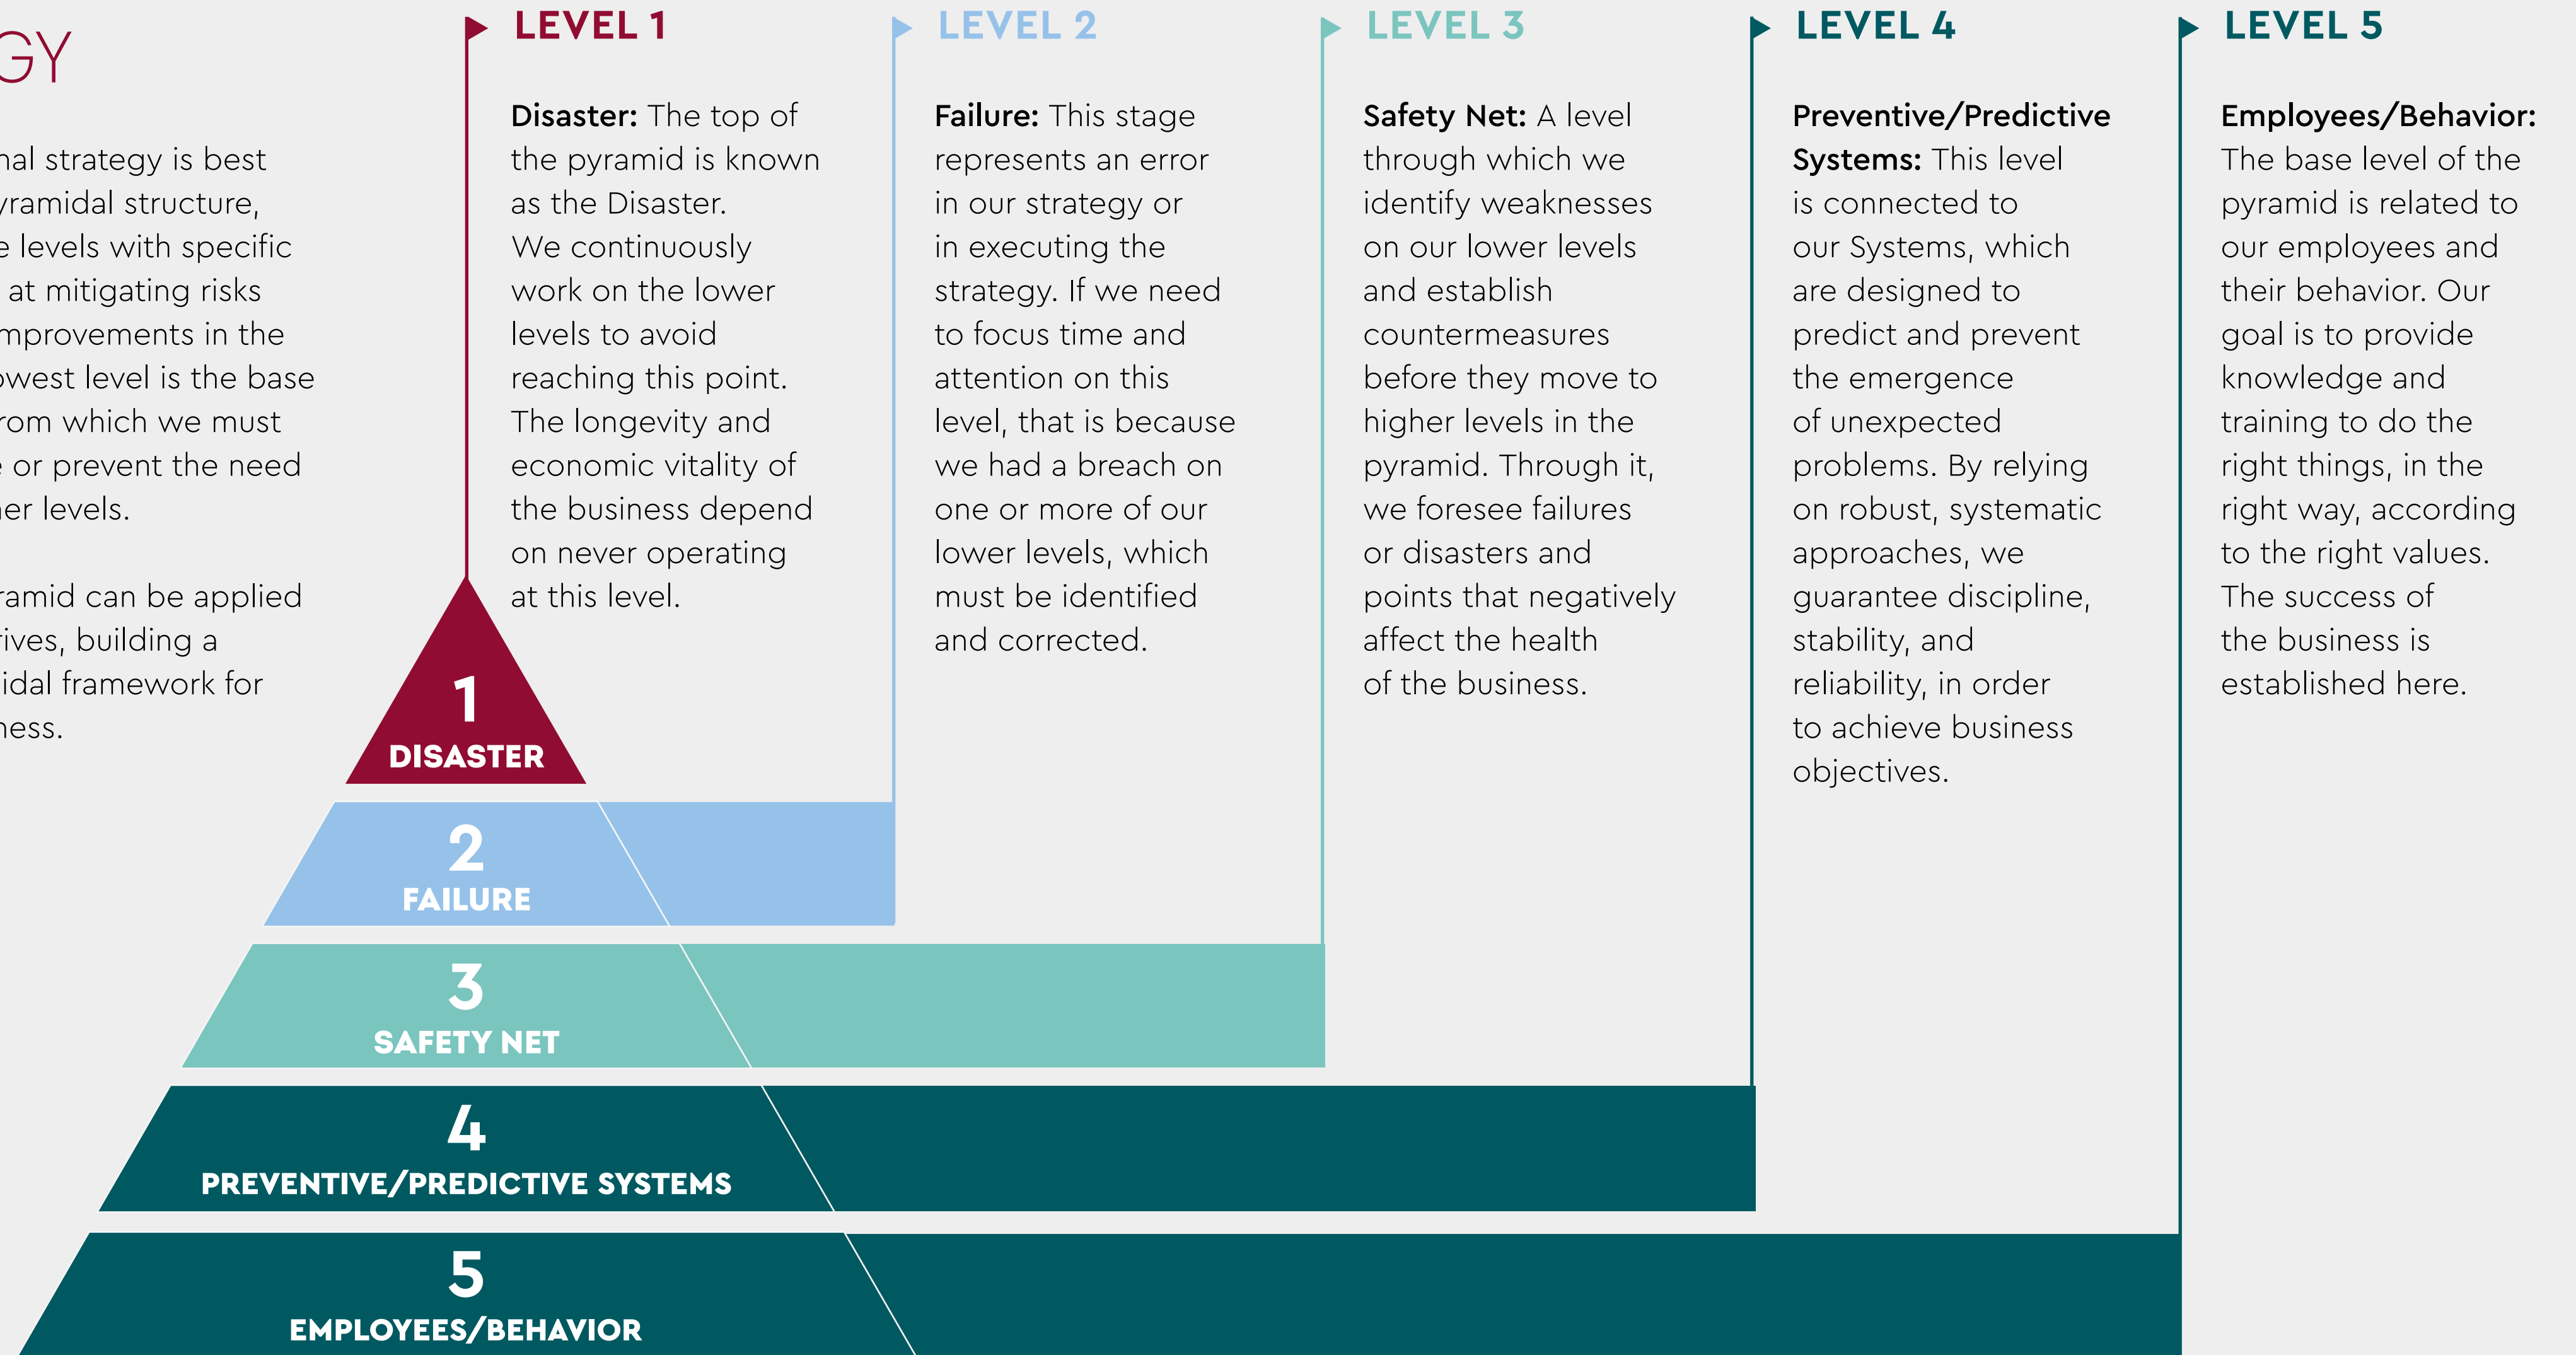 GY
nal strategy is best
yramidal structure,
e levels with specific
at mitigating risks
mprovements in the
owest level is the base
rom which we must
e or prevent the need
ner levels.
ramid can be applied
rives, building a
idal framework for
ness.
LEVEL 1
Disaster: The top of
the pyramid is known
as the Disaster.
We continuously
work on the lower
levels to avoid
reaching this point.
The longevity and
economic vitality of
the business depend
on never operating
at this level.
LEVEL 2
Failure: This stage
represents an error
in our strategy or
in executing the
strategy. If we need
to focus time and
attention on this
level, that is because
we had a breach on
one or more of our
lower levels, which
must be identified
and corrected.
LEVEL 3
Safety Net: A level
through which we
identify weaknesses
on our lower levels
and establish
countermeasures
before they move to
higher levels in the
pyramid. Through it,
we foresee failures
or disasters and
points that negatively
affect the health
of the business.
LEVEL 4
Preventive/Predictive
Systems: This level
is connected to
our Systems, which
are designed to
predict and prevent
the emergence
of unexpected
problems. By relying
on robust, systematic
approaches, we
guarantee discipline,
stability, and
reliability, in order
to achieve business
objectives.
LEVEL 5
Employees/Behavior:
The base level of the
pyramid is related to
our employees and
their behavior. Our
goal is to provide
knowledge and
training to do the
right things, in the
right way, according
to the right values.
The success of
the business is
established here.
1
DISASTER
2
FAILURE
3
SAFETY NET
4
PREVENTIVE/PREDICTIVE SYSTEMS
5
EMPLOYEES/BEHAVIOR